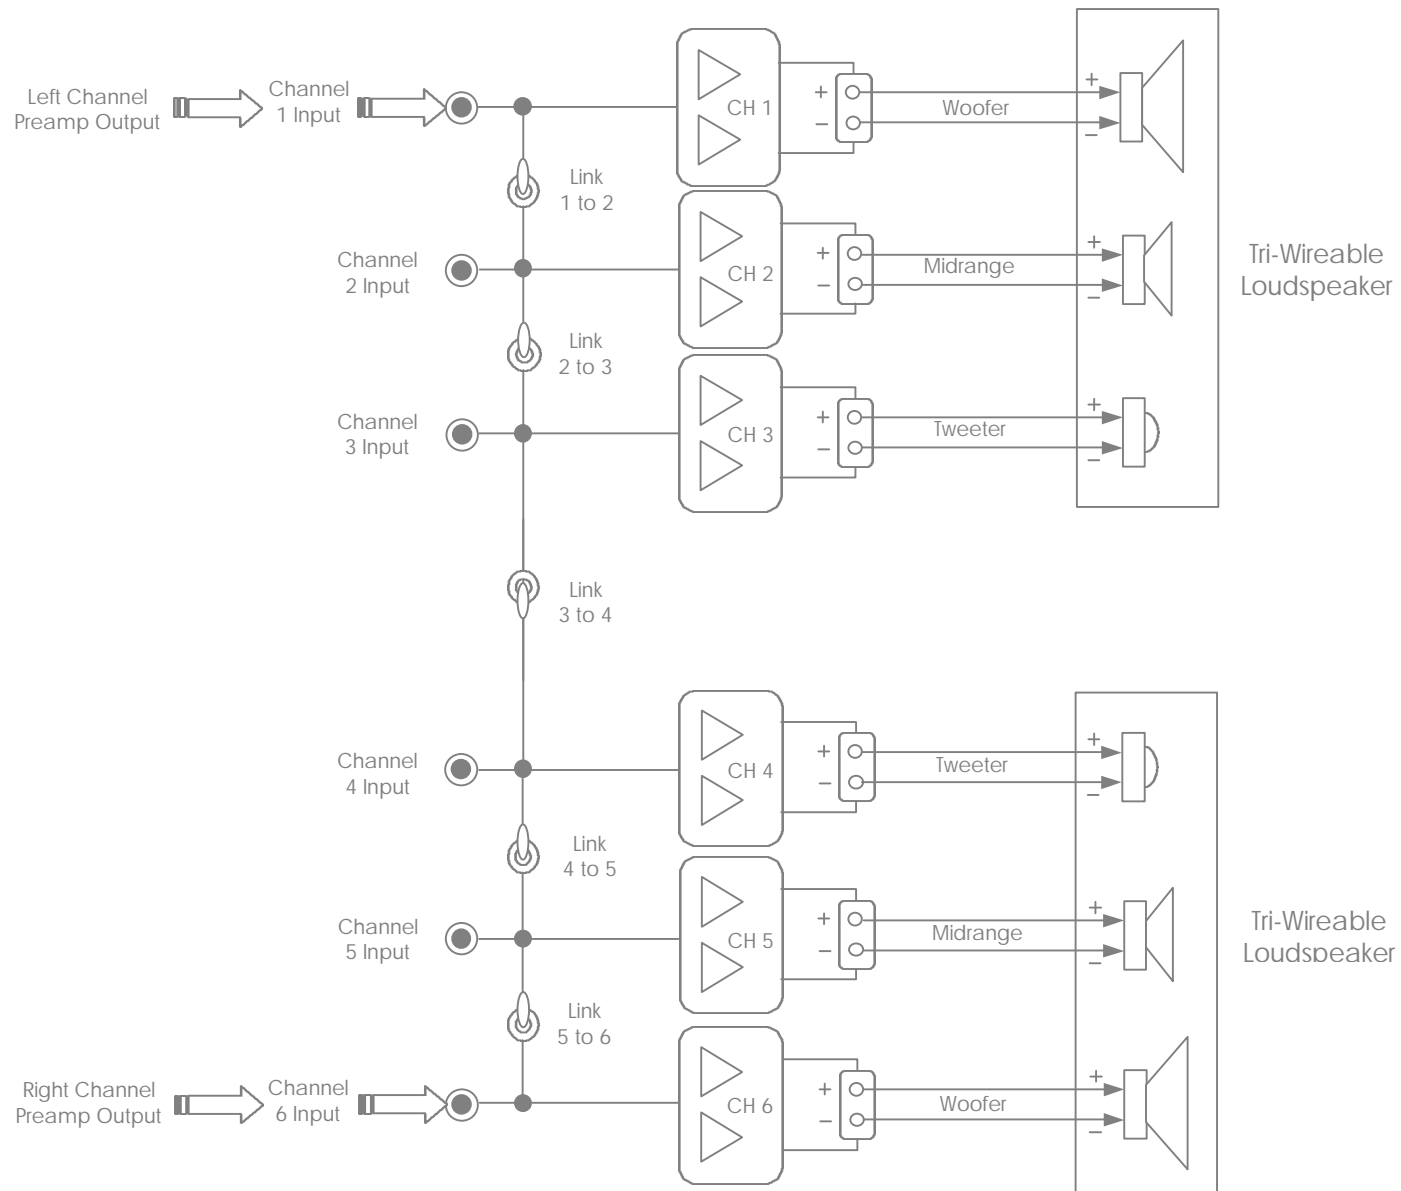 Left Channel
Preamp Output
Channel
1 Input
CH 1
+
−
Woofer
+
−
Link
1 to 2
Channel
2 Input
CH 2
+
−
Midrange
+
−
Tri-Wireable
Loudspeaker
Link
2 to 3
Channel
3 Input
CH 3
+
−
Tweeter
+
−
Link
3 to 4
Channel
4 Input
CH 4
+
−
Tweeter
+
−
Link
4 to 5
Channel
5 Input
CH 5
+
−
Midrange
+
−
Tri-Wireable
Loudspeaker
Link
5 to 6
Right Channel
Preamp Output
Channel
6 Input
CH 6
+
−
Woofer
+
−